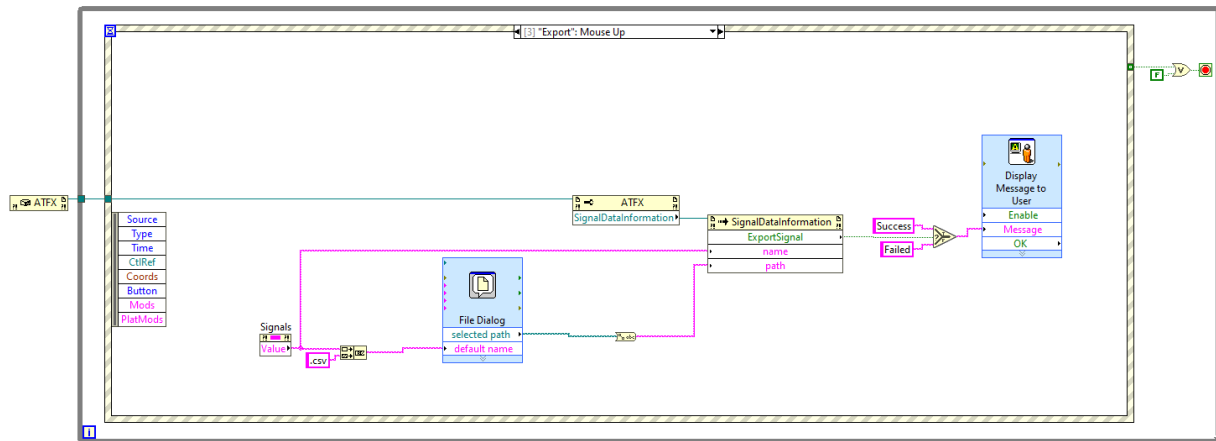 [3] "Export": Mouse Up
F
Display
Message to
User
Enable
Message
OK
ATFX
ATFX
SignalDataInformation
Source
Type
Time
CtlRef
Coords
Button
Mods
PlatMods
SignalDataInformation
ExportSignal
name
path
Success
Failed
File Dialog
selected path
default name
Signals
Value
.csv
i